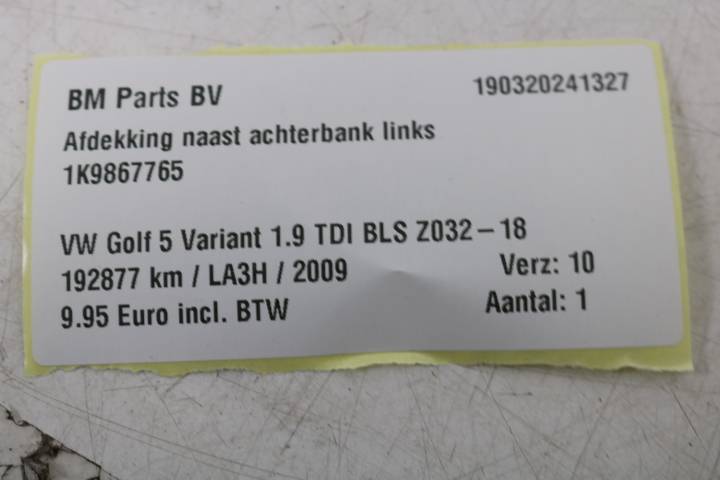 BM Parts BV 190320241327
Afdekking naast achterbank links
1K9867765
VW Golf 5 Variant 1.9 TDI BLS Z032-18
192877 km / LA3H / 2009 Verz: 10
9.95 Euro incl. BTW Aantal: 1